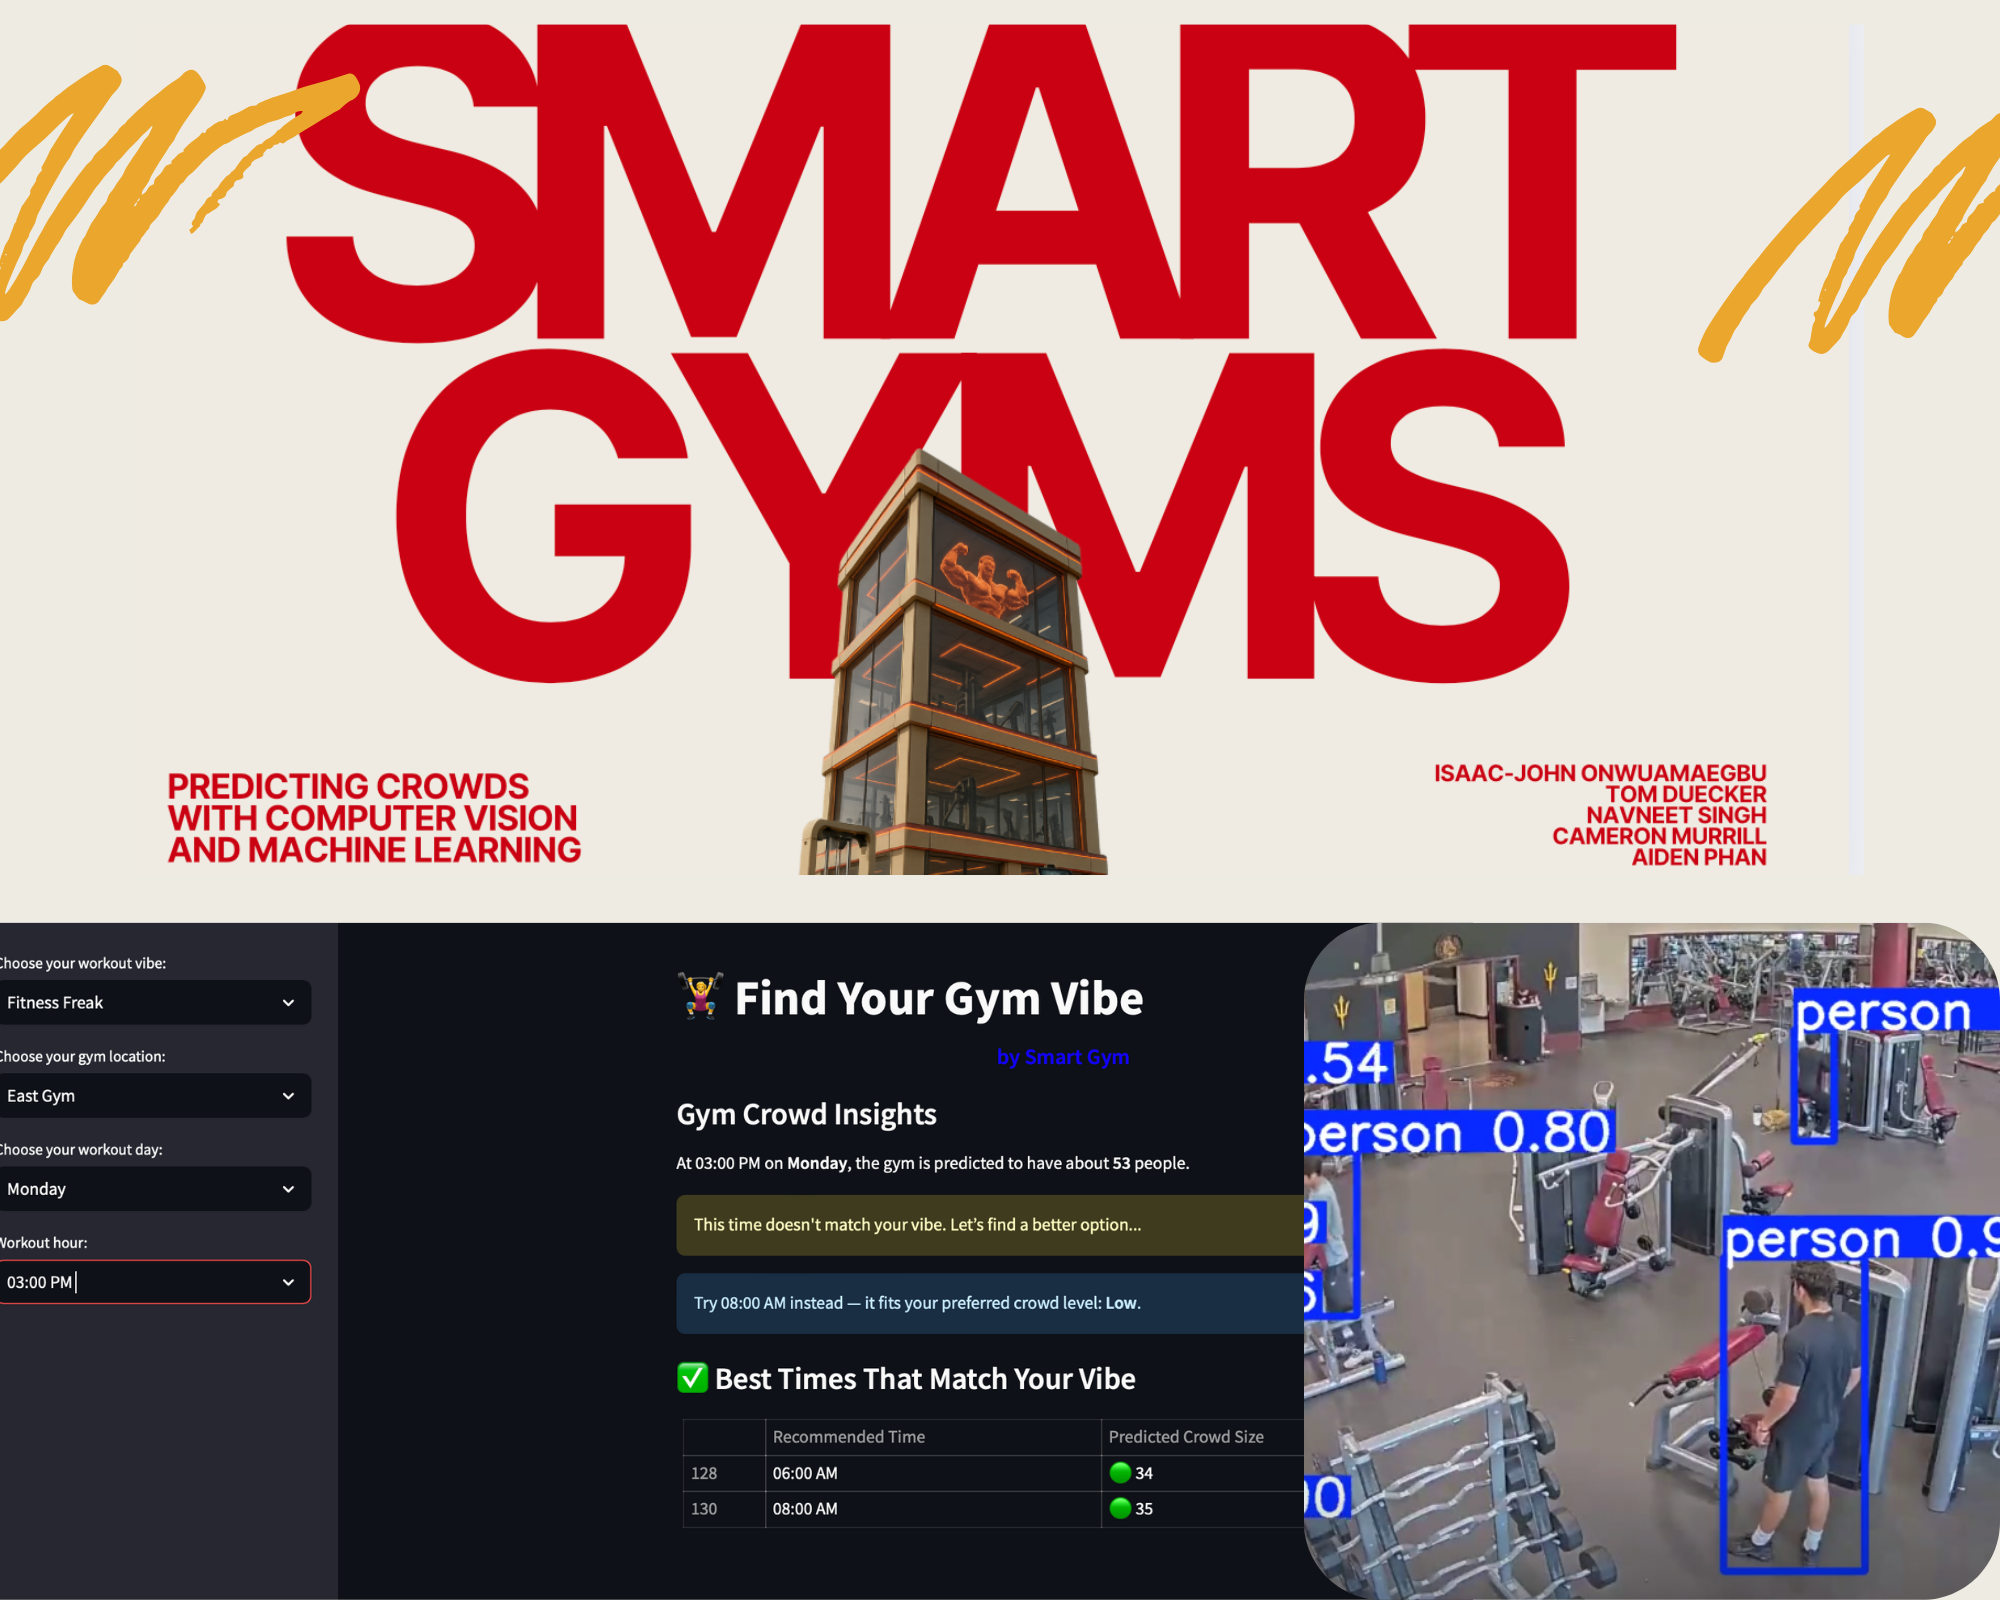 SMART
GYMS
PREDICTING CROWDS
WITH COMPUTER VISION
AND MACHINE LEARNING
ISAAC-JOHN ONWUAMAEGBU
TOM DUECKER
NAVNEET SINGH
CAMERON MURRILL
AIDEN PHAN
Choose your workout vibe:
Fitness Freak
Choose your gym location:
East Gym
Choose your workout day:
Monday
Workout hour:
03:00 PM
Find Your Gym Vibe
by Smart Gym
Gym Crowd Insights
At 03:00 PM on Monday, the gym is predicted to have about 53 people.
This time doesn't match your vibe. Let's find a better option...
Try 08:00 AM instead — it fits your preferred crowd level: Low.
Best Times That Match Your Vibe
Recommended Time Predicted Crowd Size
128 06:00 AM 34
130 08:00 AM 35
person
.54
person 0.80
person 0.9